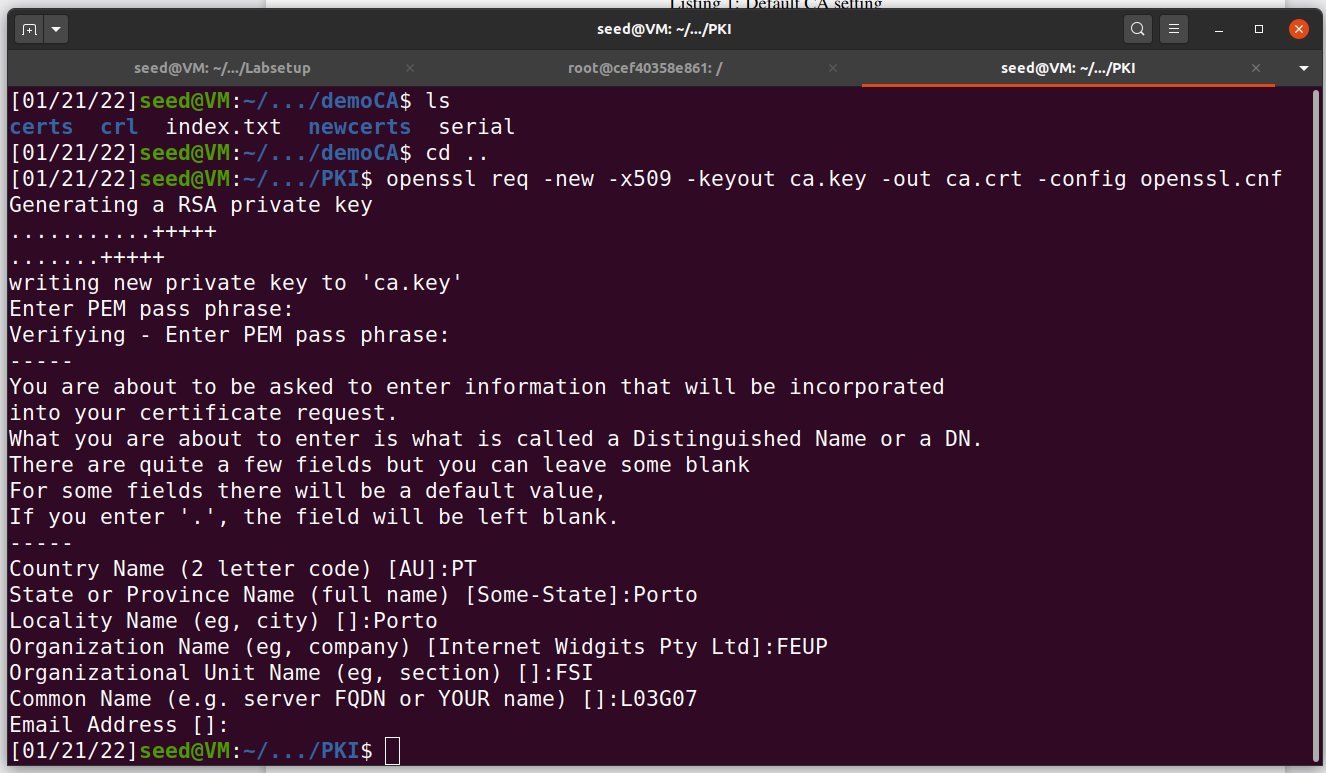 Listing 1: Default CA setting
seed@VM: ~/.../PKI
seed@VM: ~/.../Labsetup
root@cef40358e861: /
seed@VM: ~/.../PKI
[01/21/22]seed@VM:~/.../demoCA$ ls
certs  crl  index.txt  newcerts  serial
[01/21/22]seed@VM:~/.../demoCA$ cd ..
[01/21/22]seed@VM:~/.../PKI$ openssl req -new -x509 -keyout ca.key -out ca.crt -config openssl.cnf
Generating a RSA private key
...........+++++
.......+++++
writing new private key to 'ca.key'
Enter PEM pass phrase:
Verifying - Enter PEM pass phrase:
-----
You are about to be asked to enter information that will be incorporated
into your certificate request.
What you are about to enter is what is called a Distinguished Name or a DN.
There are quite a few fields but you can leave some blank
For some fields there will be a default value,
If you enter '.', the field will be left blank.
-----
Country Name (2 letter code) [AU]:PT
State or Province Name (full name) [Some-State]:Porto
Locality Name (eg, city) []:Porto
Organization Name (eg, company) [Internet Widgits Pty Ltd]:FEUP
Organizational Unit Name (eg, section) []:FSI
Common Name (e.g. server FQDN or YOUR name) []:L03G07
Email Address []:
[01/21/22]seed@VM:~/.../PKI$